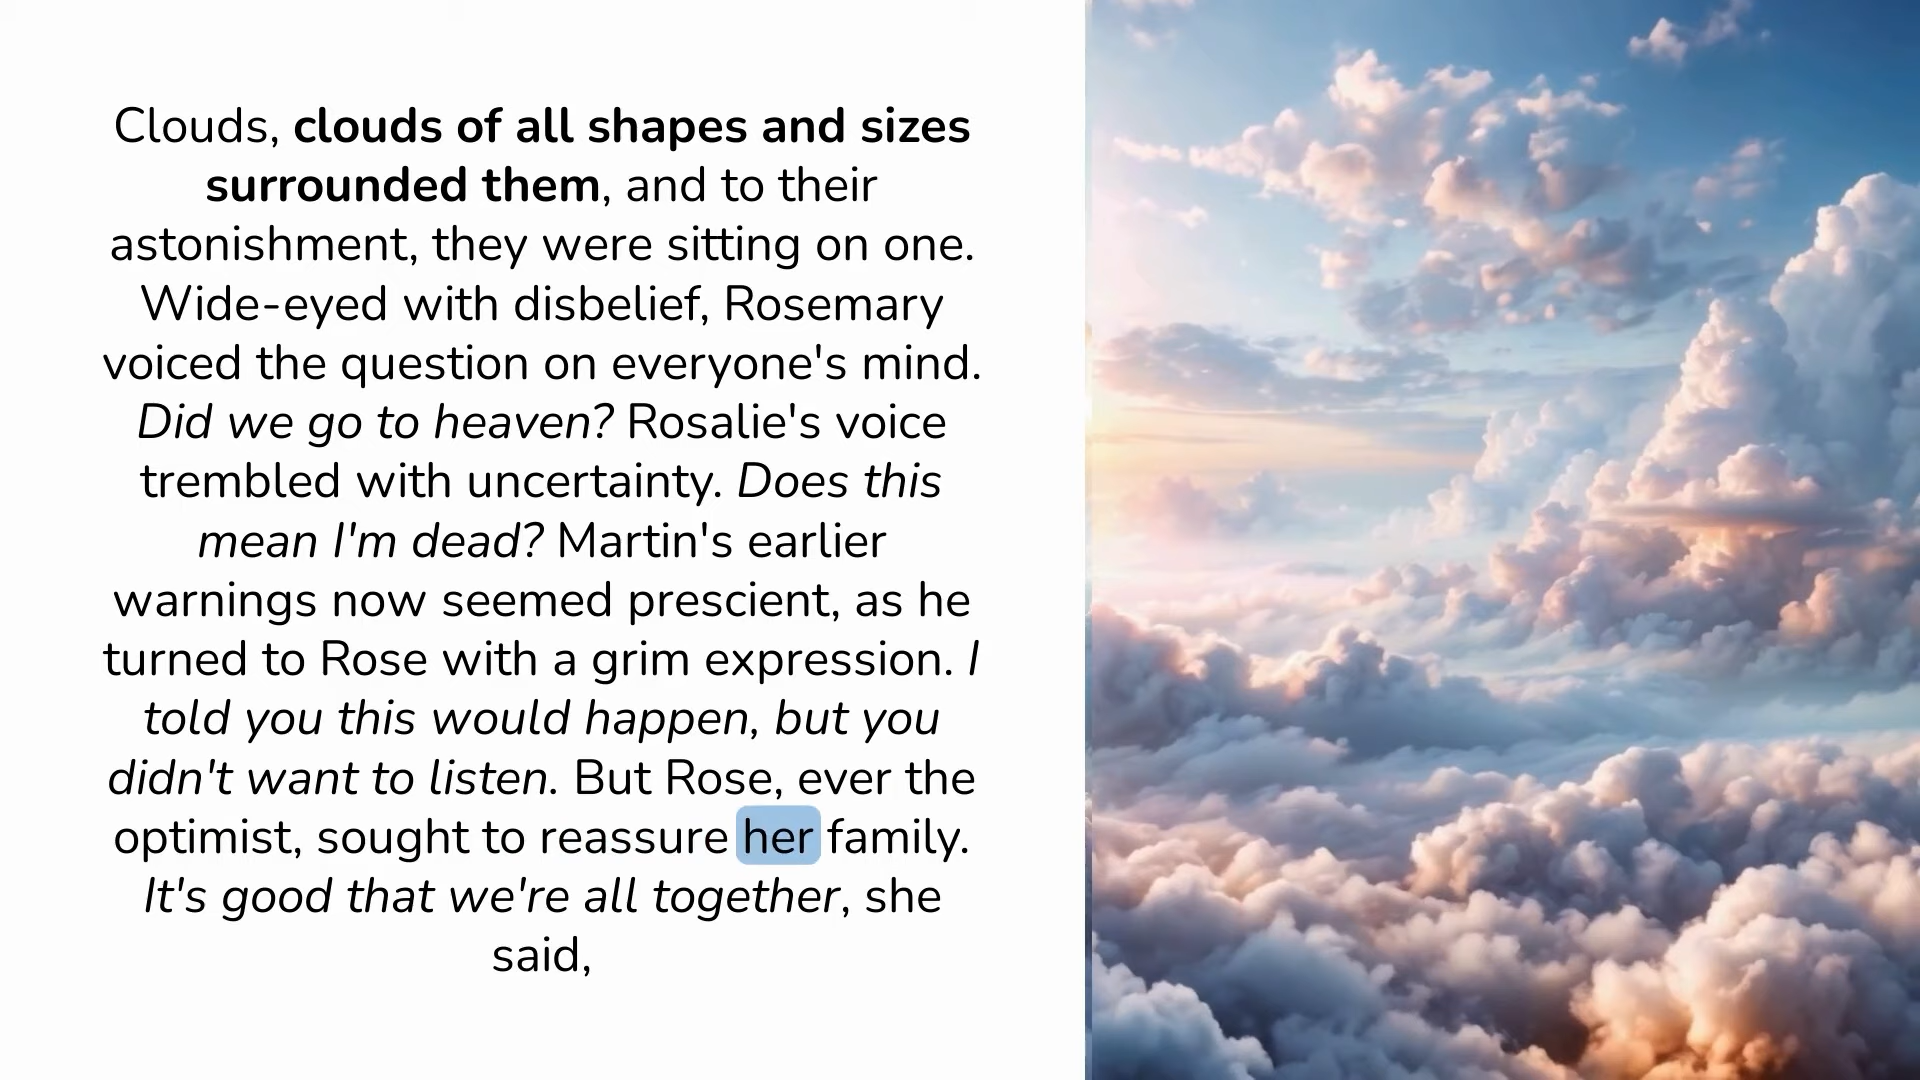 Clouds, clouds of all shapes and sizes
surrounded them, and to their
astonishment, they were sitting on one.
Wide-eyed with disbelief, Rosemary
voiced the question on everyone's mind.
Did we go to heaven? Rosalie's voice
trembled with uncertainty. Does this
mean I'm dead? Martin's earlier
warnings now seemed prescient, as he
turned to Rose with a grim expression. I
told you this would happen, but you
didn't want to listen. But Rose, ever the
optimist, sought to reassure her family.
It's good that we're all together, she
said,